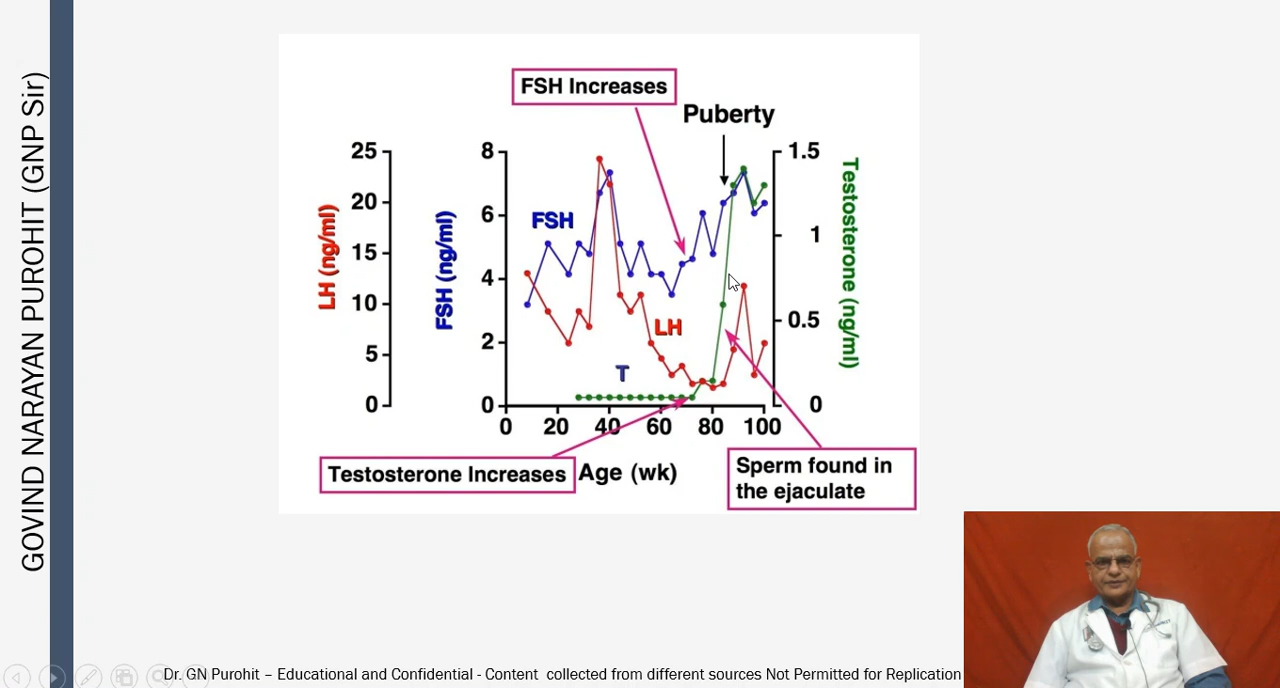 GOVIND NARAYAN PUROHIT (GNP Sir)
FSH Increases
Puberty
25
20
15
10
5
0
LH (ng/ml)
8
6
4
2
0
FSH (ng/ml)
FSH
LH
T
1.5
1
0.5
0
Testosterone (ng/ml)
0 20 40 60 80 100
Testosterone Increases
Age (wk)
Sperm found in
the ejaculate
Dr. GN Purohit – Educational and Confidential - Content collected from different sources Not Permitted for Replication